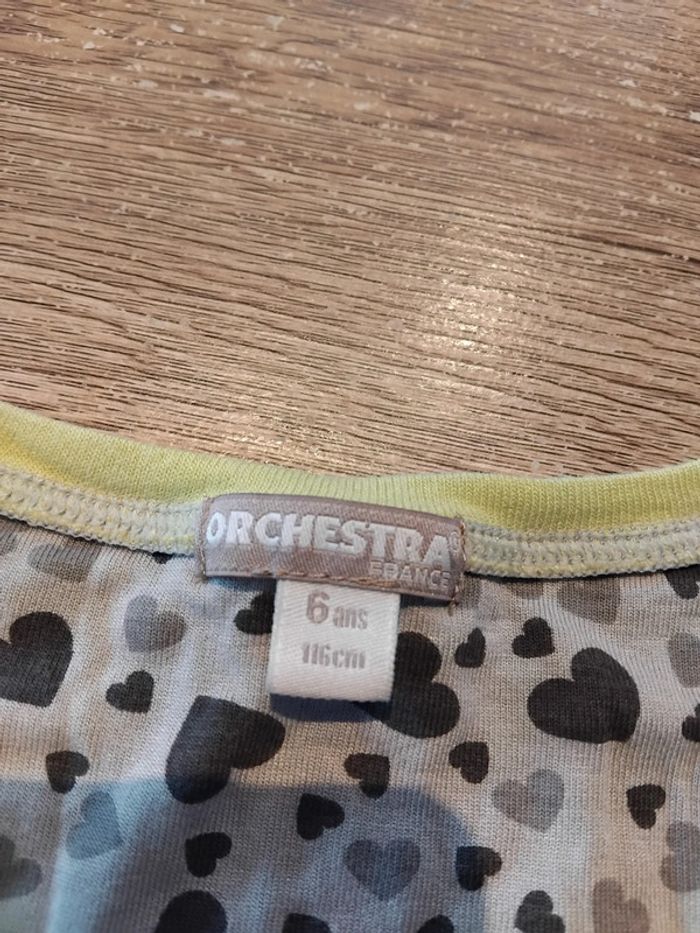 ORCHESTRA®
FRANCE
6 ans
116cm